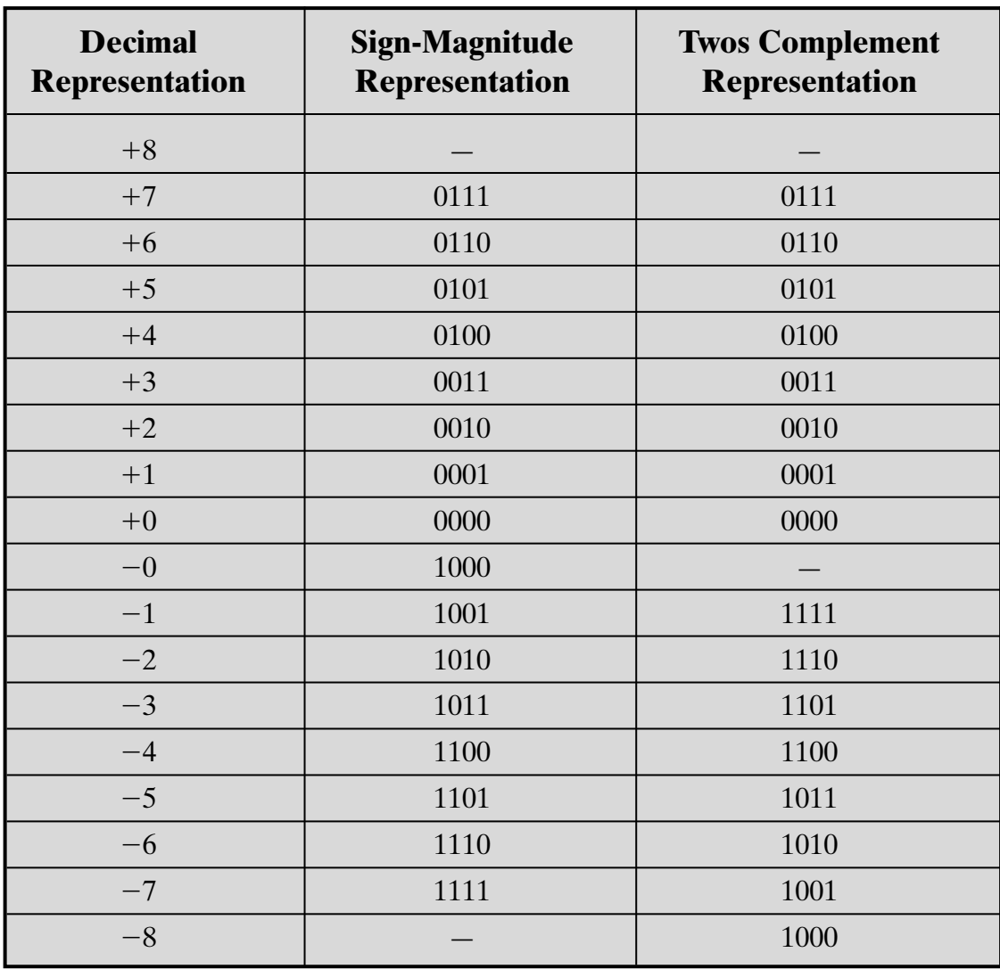 Decimal Representation Sign-Magnitude Representation Twos Complement Representation
+8 — —
+7 0111 0111
+6 0110 0110
+5 0101 0101
+4 0100 0100
+3 0011 0011
+2 0010 0010
+1 0001 0001
+0 0000 0000
−0 1000 —
−1 1001 1111
−2 1010 1110
−3 1011 1101
−4 1100 1100
−5 1101 1011
−6 1110 1010
−7 1111 1001
−8 — 1000